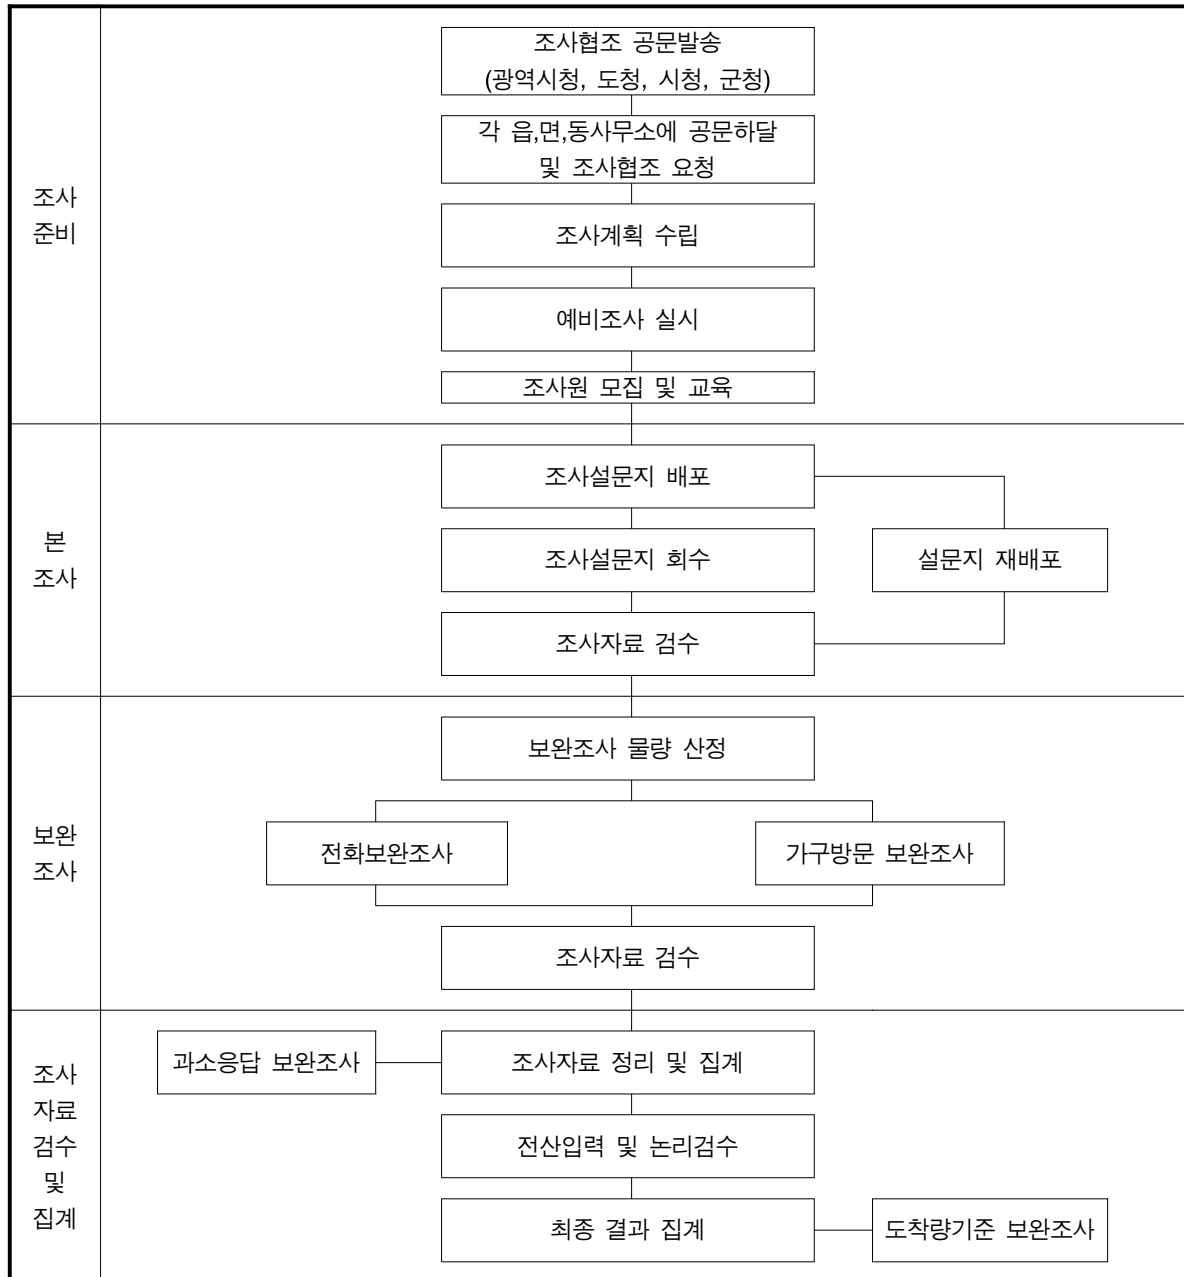 조사
준비
조사협조 공문발송
(광역시청, 도청, 시청, 군청)
각 읍,면,동사무소에 공문하달
및 조사협조 요청
조사계획 수립
예비조사 실시
조사원 모집 및 교육
본
조사
조사설문지 배포
조사설문지 회수
설문지 재배포
조사자료 검수
보완
조사
보완조사 물량 산정
전화보완조사
가구방문 보완조사
조사자료 검수
조사
자료
검수
및
집계
과소응답 보완조사
조사자료 정리 및 집계
전산입력 및 논리검수
최종 결과 집계
도착량기준 보완조사